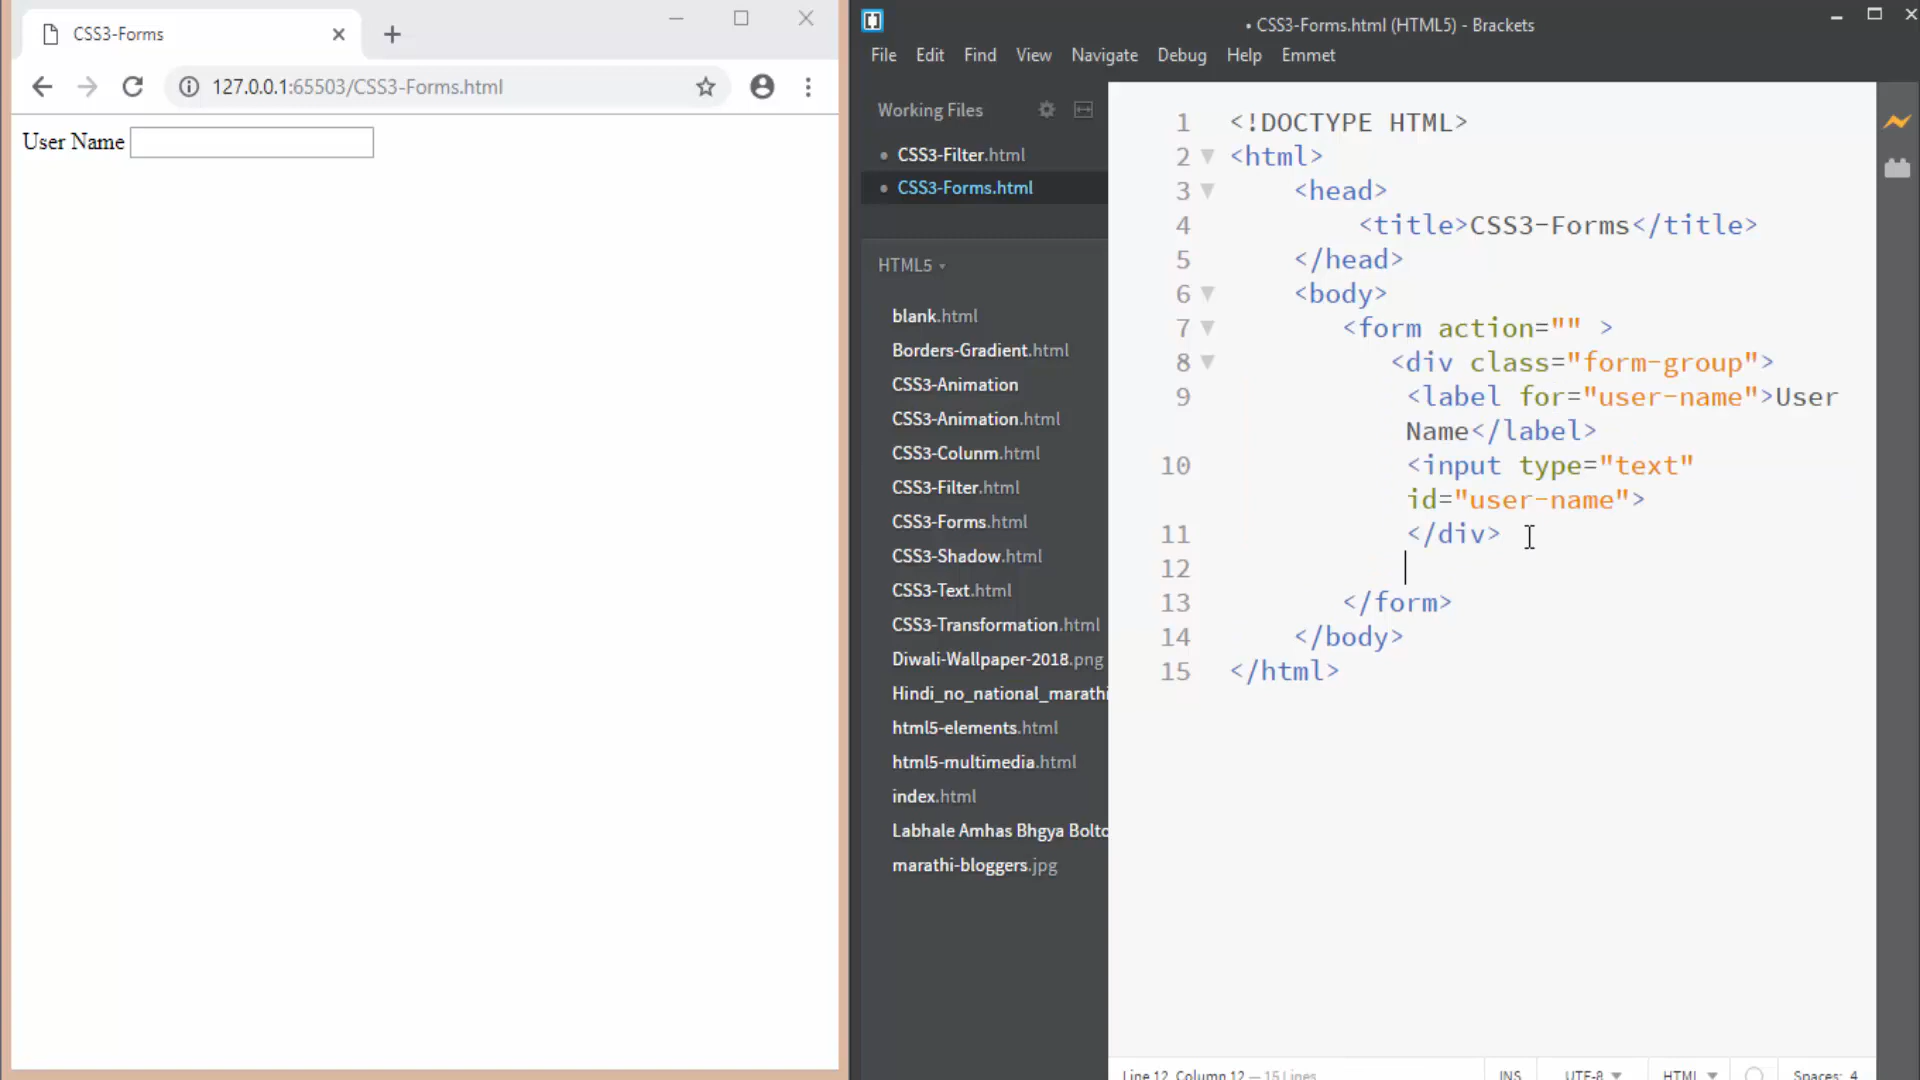 CSS3-Forms
127.0.0.1:65503/CSS3-Forms.html
User Name
• CSS3-Forms.html (HTML5) - Brackets
File Edit Find View Navigate Debug Help Emmet
Working Files
CSS3-Filter.html
CSS3-Forms.html
HTML5
blank.html
Borders-Gradient.html
CSS3-Animation
CSS3-Animation.html
CSS3-Colunm.html
CSS3-Filter.html
CSS3-Forms.html
CSS3-Shadow.html
CSS3-Text.html
CSS3-Transformation.html
Diwali-Wallpaper-2018.png
Hindi_no_national_marathi
html5-elements.html
html5-multimedia.html
index.html
Labhale Amhas Bhgya Boltc
marathi-bloggers.jpg
1 <!DOCTYPE HTML>
2 <html>
3 <head>
4 <title>CSS3-Forms</title>
5 </head>
6 <body>
7 <form action="" >
8 <div class="form-group">
9 <label for="user-name">User
Name</label>
10 <input type="text"
id="user-name">
11 </div>
12
13 </form>
14 </body>
15 </html>
Line 12, Column 12 — 15 Lines
INS UTF-8 HTML Spaces: 4